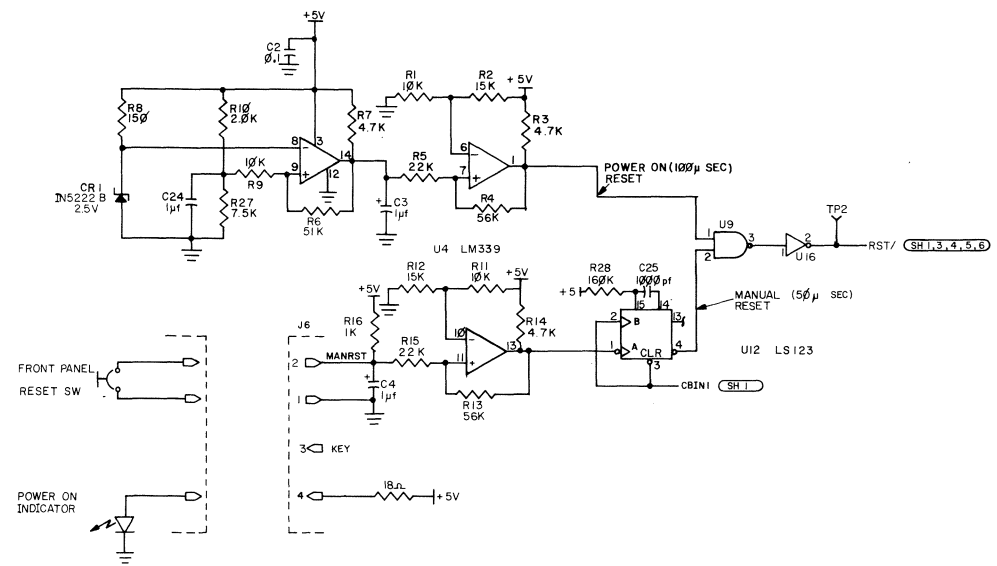 +5V
C2
Ø.1
R8
15Ø
R1Ø
2.ØK
3
R7
4.7K
R1
1ØK
R2
15K
+5V
R3
4.7K
8
14
12
9
1ØK
R9
R6
51K
CR1
IN5222 B
2.5V
C24
1µf
R27
7.5K
C3
1µf
R5
22K
6
7
1
R4
56K
POWER ON (1ØØµ SEC)
RESET
1
2
U9
3
1
2
U16
TP2
RST/ SH 1,3,4,5,6
U4 LM339
R12
15K
R11
1ØK
+5V
R14
4.7K
+5V
R16
1K
J6
2
MANRST
R15
22K
1Ø
11
13
R13
56K
C4
1µf
1
3 KEY
4
18Ω
+5V
R28
16ØK
C25
1ØØØpf
+5
15
14
2
B
13
1
A
CLR
4
3
MANUAL (5Øµ SEC)
RESET
U12 LS123
CBIN1 SH 1
FRONT PANEL
RESET SW
POWER ON
INDICATOR